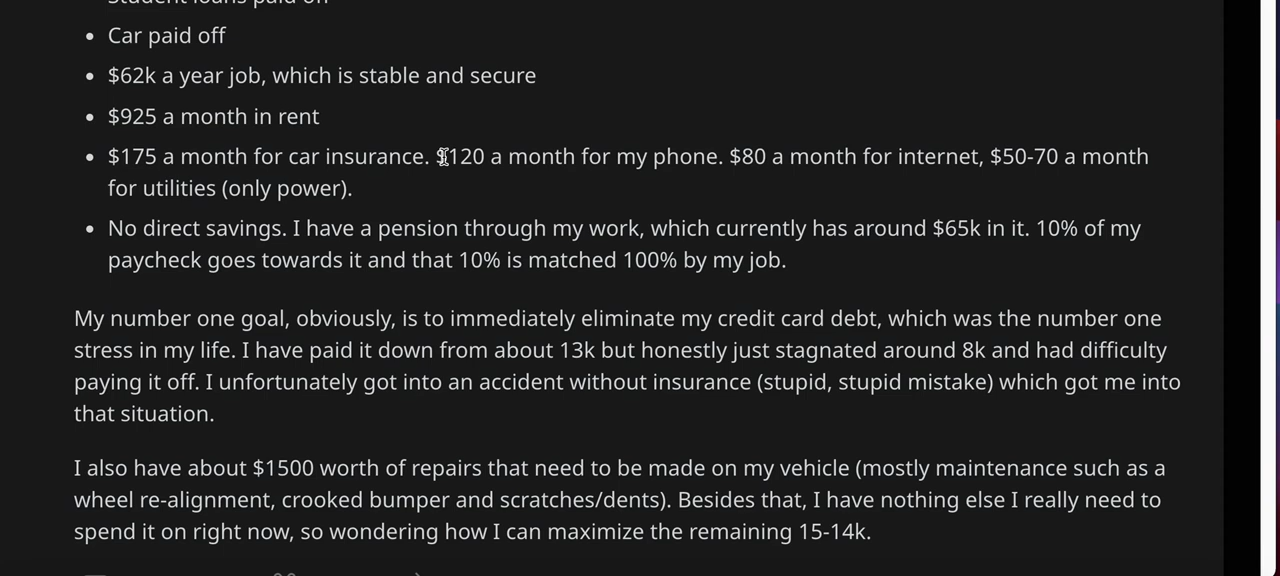 Student loans paid off
• Car paid off
• $62k a year job, which is stable and secure
• $925 a month in rent
• $175 a month for car insurance. $120 a month for my phone. $80 a month for internet, $50-70 a month
for utilities (only power).
• No direct savings. I have a pension through my work, which currently has around $65k in it. 10% of my
paycheck goes towards it and that 10% is matched 100% by my job.
My number one goal, obviously, is to immediately eliminate my credit card debt, which was the number one
stress in my life. I have paid it down from about 13k but honestly just stagnated around 8k and had difficulty
paying it off. I unfortunately got into an accident without insurance (stupid, stupid mistake) which got me into
that situation.
I also have about $1500 worth of repairs that need to be made on my vehicle (mostly maintenance such as a
wheel re-alignment, crooked bumper and scratches/dents). Besides that, I have nothing else I really need to
spend it on right now, so wondering how I can maximize the remaining 15-14k.